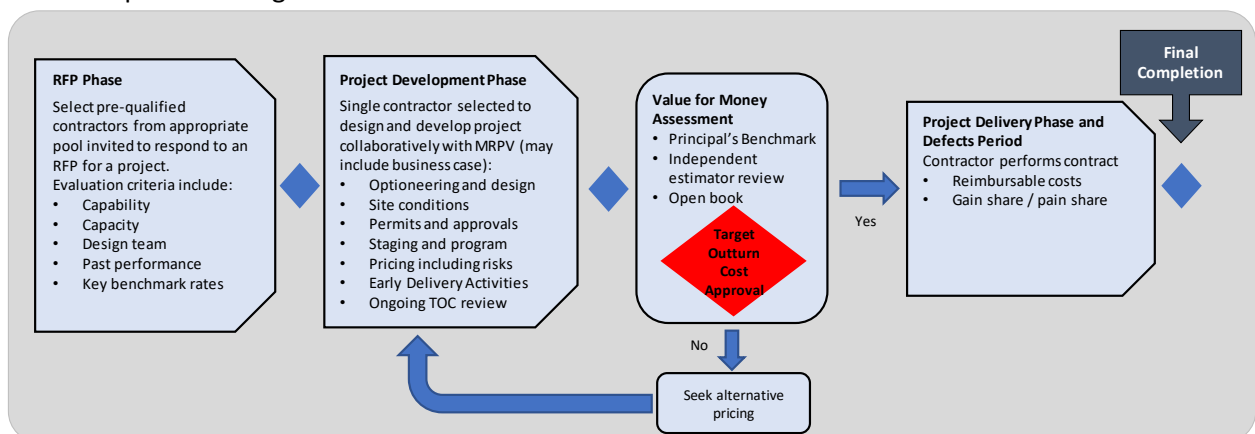 RFP Phase
Select pre-qualified
contractors from appropriate
pool invited to respond to an
RFP for a project.
Evaluation criteria include:
• Capability
• Capacity
• Design team
• Past performance
• Key benchmark rates
Project Development Phase
Single contractor selected to
design and develop project
collaboratively with MRPV (may
include business case):
• Optioneering and design
• Site conditions
• Permits and approvals
• Staging and program
• Pricing including risks
• Early Delivery Activities
• Ongoing TOC review
Value for Money
Assessment
• Principal's Benchmark
• Independent
estimator review
• Open book
Target
Outturn
Cost
Approval
Yes
No
Seek alternative
pricing
Project Delivery Phase and
Defects Period
Contractor performs contract
• Reimbursable costs
• Gain share / pain share
Final
Completion